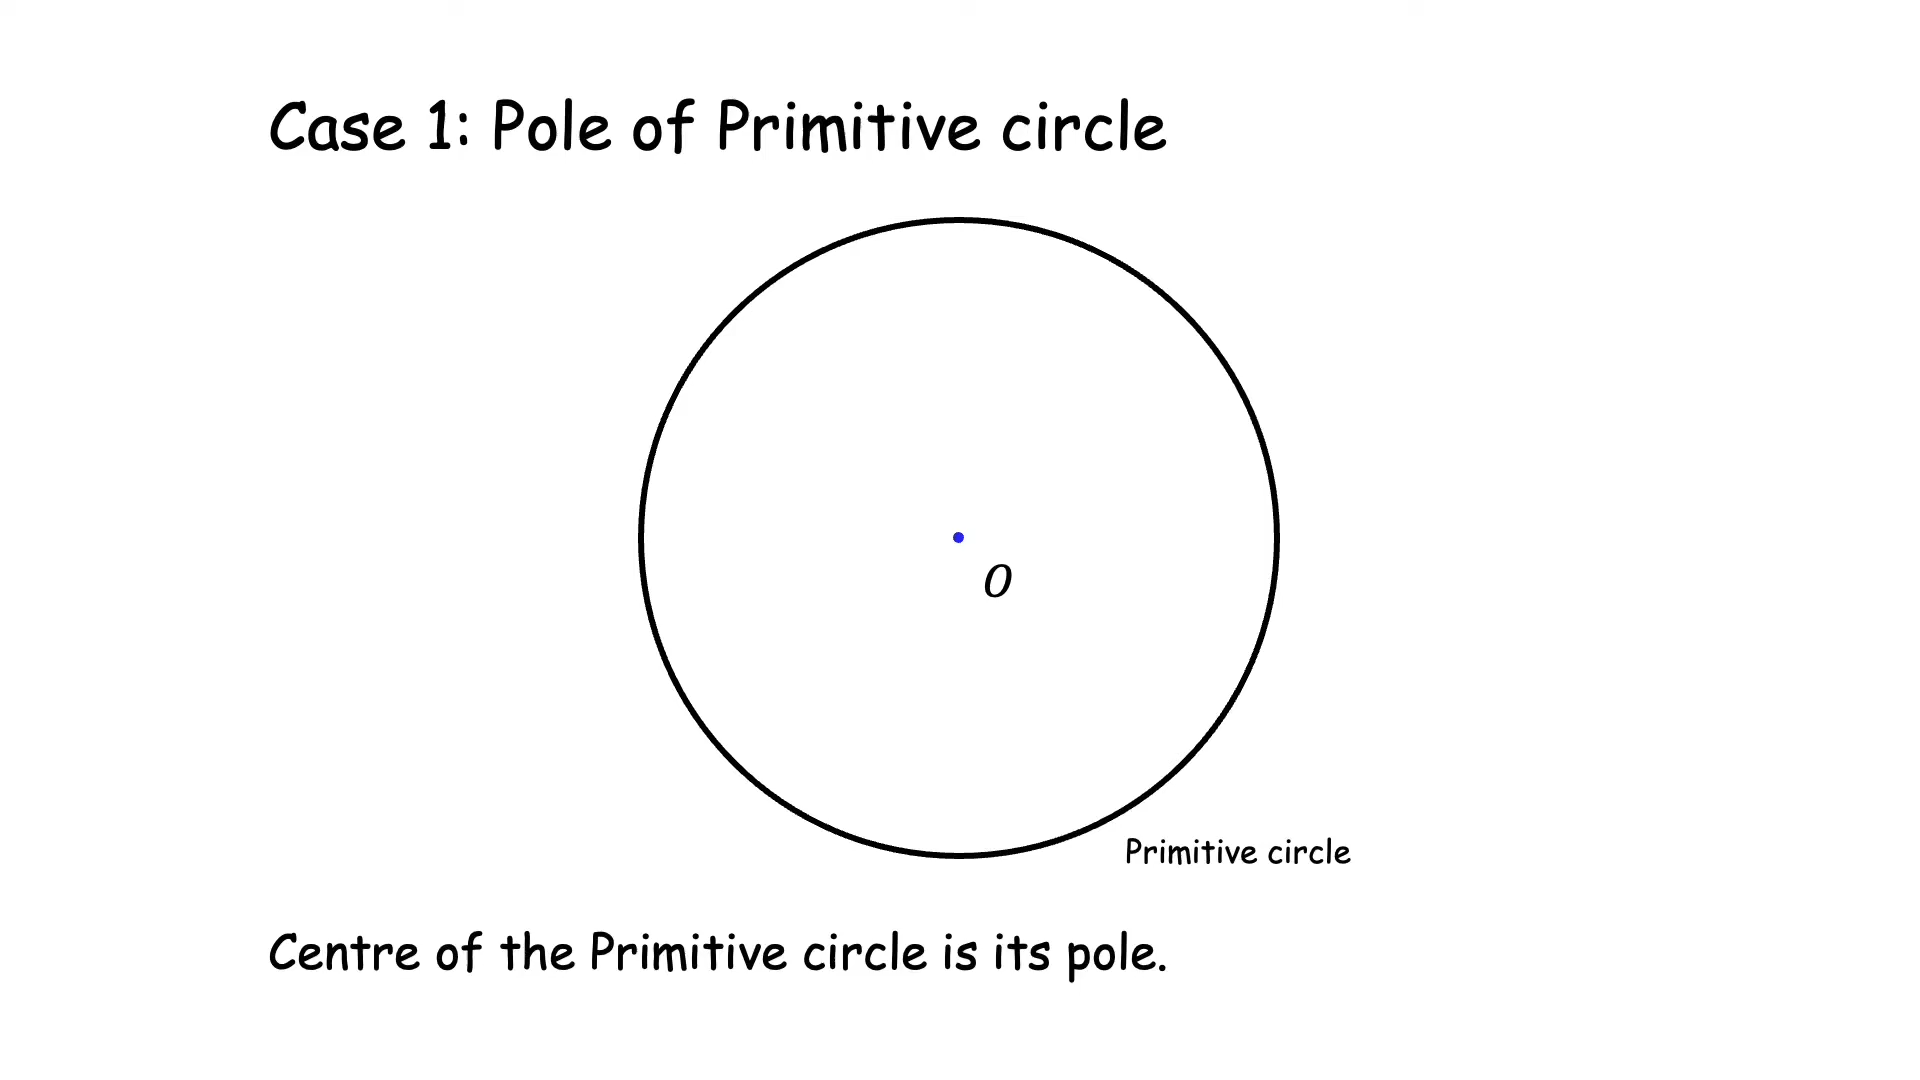 Case 1: Pole of Primitive circle
O
Primitive circle
Centre of the Primitive circle is its pole.